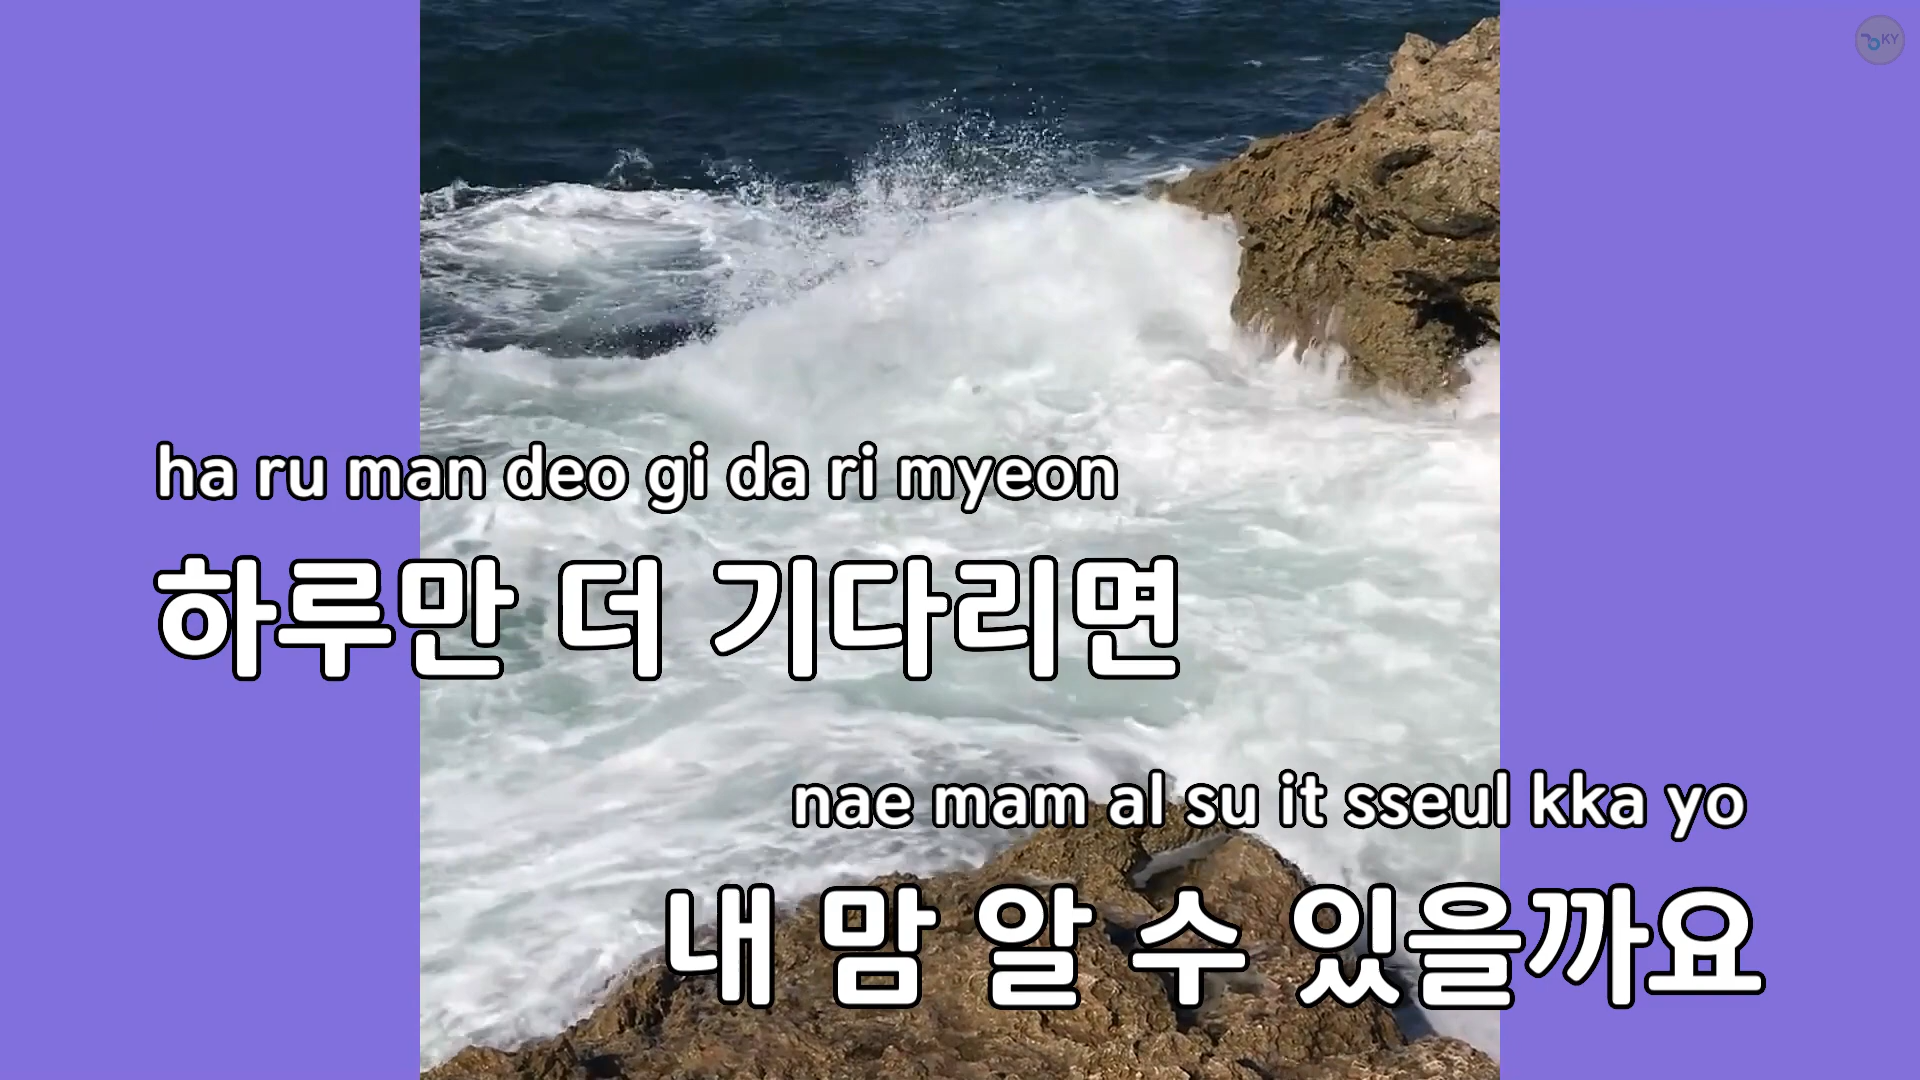 KY
ha ru man deo gi da ri myeon
하루만 더 기다리면
nae mam al su it sseul kka yo
내 맘 알 수 있을까요